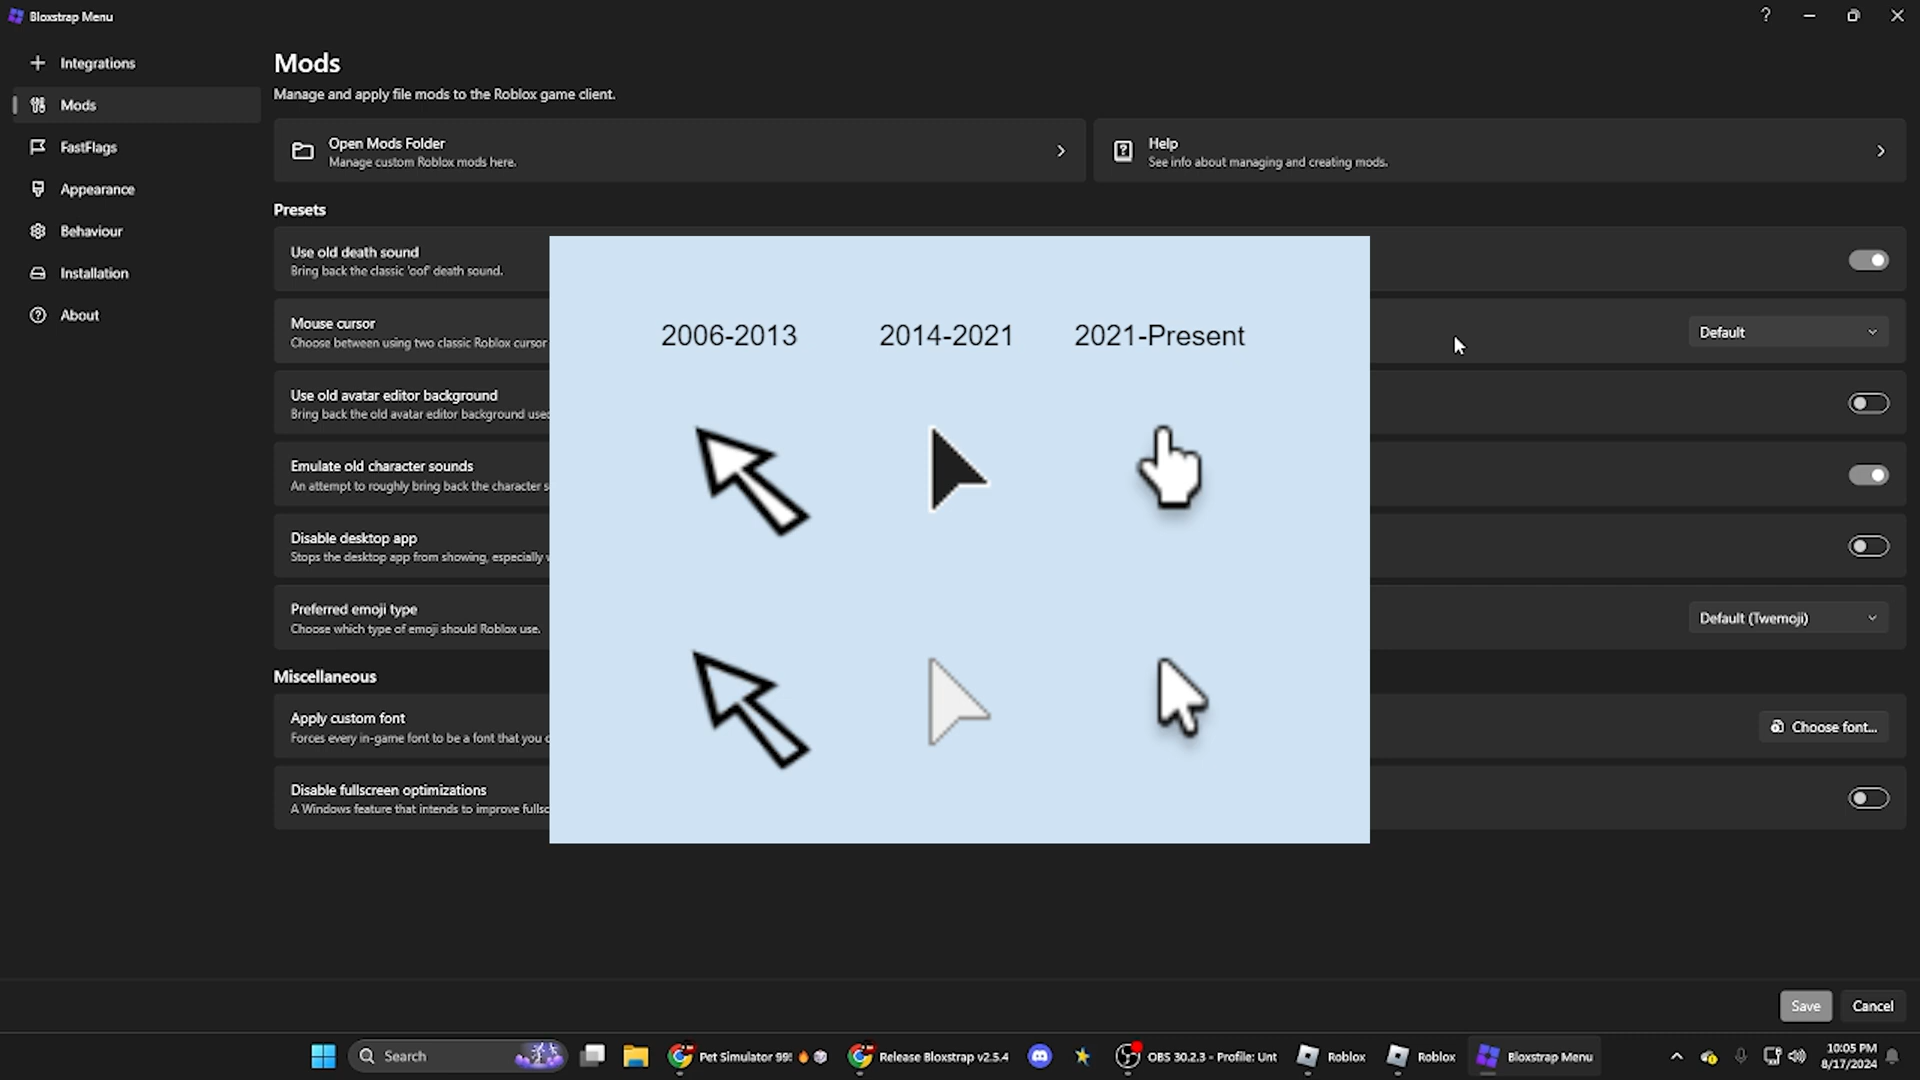 Bloxstrap Menu
Integrations
Mods
FastFlags
Appearance
Behaviour
Installation
About
Mods
Manage and apply file mods to the Roblox game client.
Open Mods Folder
Manage custom Roblox mods here.
Help
See info about managing and creating mods.
Presets
Use old death sound
Bring back the classic 'oof' death sound.
Mouse cursor
Choose between using two classic Roblox cursor
Default
Use old avatar editor background
Bring back the old avatar editor background
Emulate old character sounds
An attempt to roughly bring back the character
Disable desktop app
Stops the desktop app from showing, especially
Preferred emoji type
Choose which type of emoji should Roblox use.
Default (Twemoji)
2006-2013 2014-2021 2021-Present
Miscellaneous
Apply custom font
Forces every in-game font to be a font that you
Choose font...
Disable fullscreen optimizations
A Windows feature that intends to improve
Save Cancel
Search
Pet Simulator 99!
Release Bloxstrap v2.5.4
OBS 30.2.3 - Profile: Unt
Roblox
Roblox
Bloxstrap Menu
10:05 PM
8/17/2024